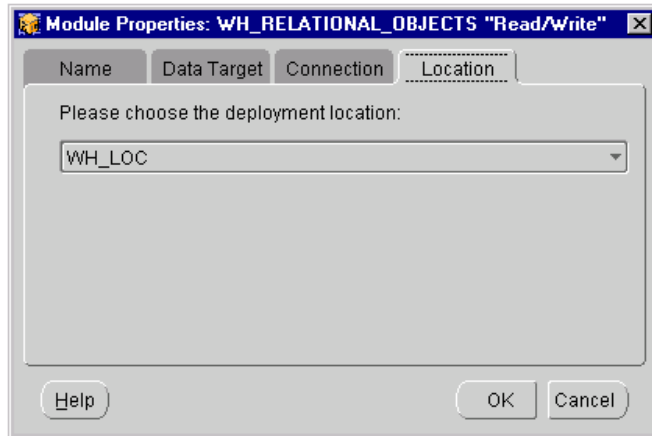 Module Properties: WH_RELATIONAL_OBJECTS "Read/Write"
Name Data Target Connection Location
Please choose the deployment location:
WH_LOC
Help OK Cancel